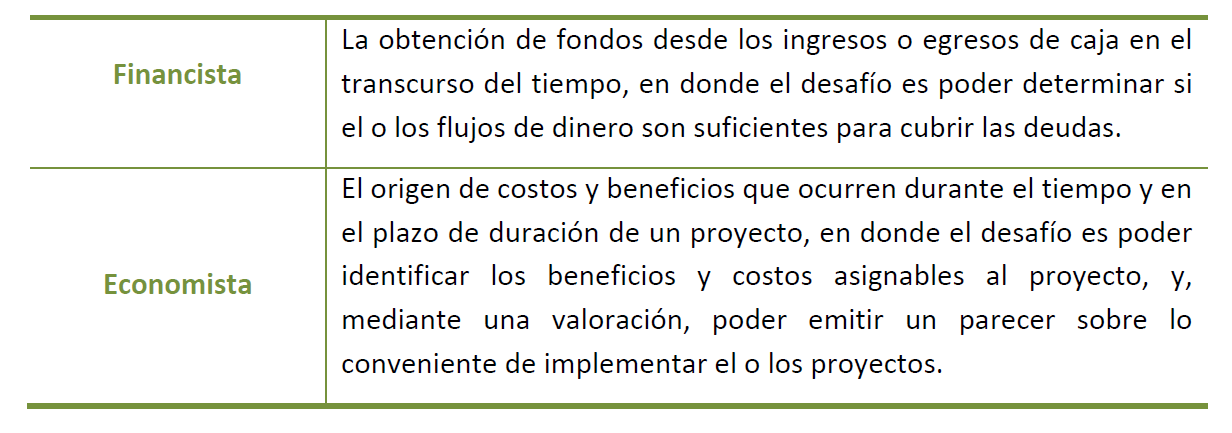 Financista
La obtención de fondos desde los ingresos o egresos de caja en el
transcurso del tiempo, en donde el desafío es poder determinar si
el o los flujos de dinero son suficientes para cubrir las deudas.
Economista
El origen de costos y beneficios que ocurren durante el tiempo y en
el plazo de duración de un proyecto, en donde el desafío es poder
identificar los beneficios y costos asignables al proyecto, y,
mediante una valoración, poder emitir un parecer sobre lo
conveniente de implementar el o los proyectos.